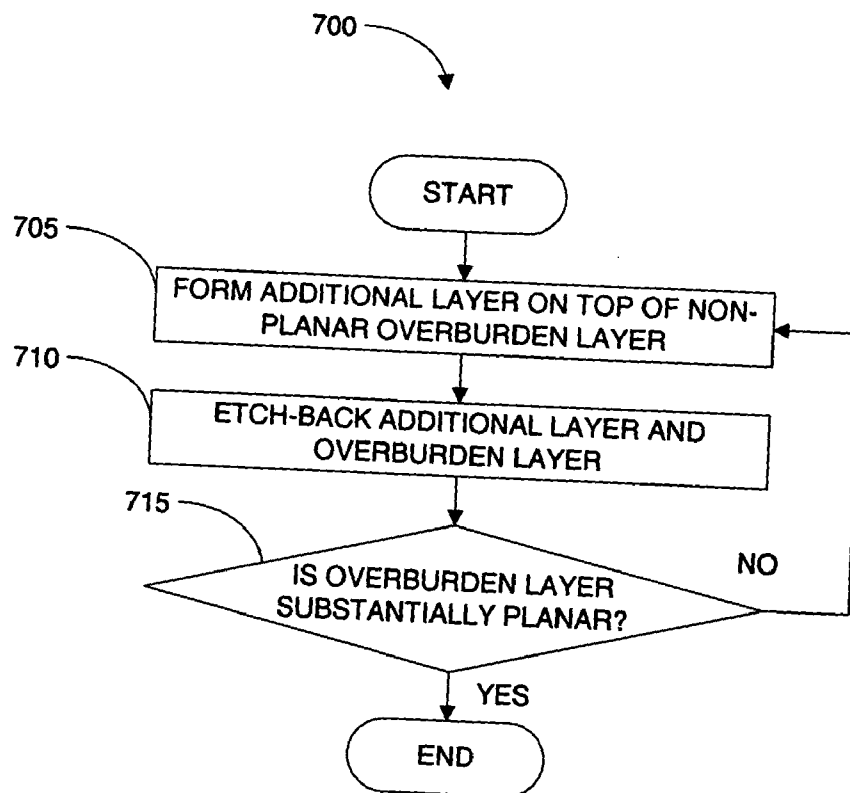 700
START
705
FORM ADDITIONAL LAYER ON TOP OF NON-
PLANAR OVERBURDEN LAYER
710
ETCH-BACK ADDITIONAL LAYER AND
OVERBURDEN LAYER
715
IS OVERBURDEN LAYER
SUBSTANTIALLY PLANAR?
NO
YES
END